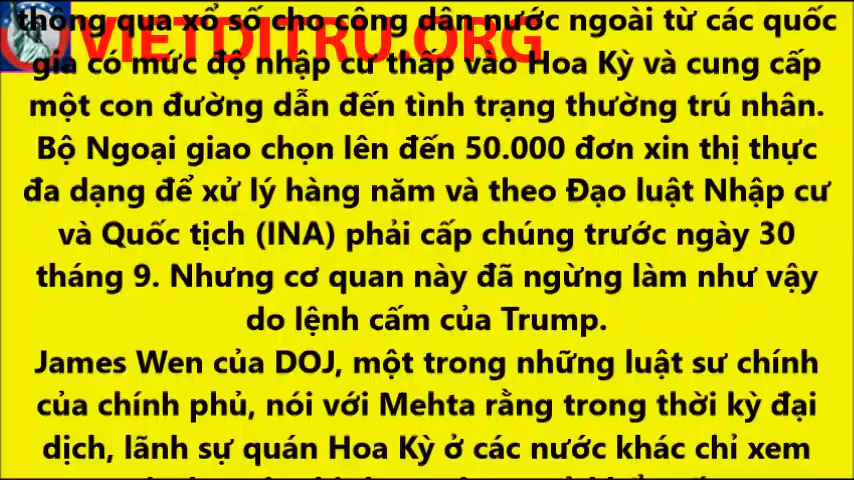 VIETDITRU.ORG
thông qua xổ số cho công dân nước ngoài từ các quốc
gia có mức độ nhập cư thấp vào Hoa Kỳ và cung cấp
một con đường dẫn đến tình trạng thường trú nhân.
Bộ Ngoại giao chọn lên đến 50.000 đơn xin thị thực
đa dạng để xử lý hàng năm và theo Đạo luật Nhập cư
và Quốc tịch (INA) phải cấp chúng trước ngày 30
tháng 9. Nhưng cơ quan này đã ngừng làm như vậy
do lệnh cấm của Trump.
James Wen của DOJ, một trong những luật sư chính
của chính phủ, nói với Mehta rằng trong thời kỳ đại
dịch, lãnh sự quán Hoa Kỳ ở các nước khác chỉ xem